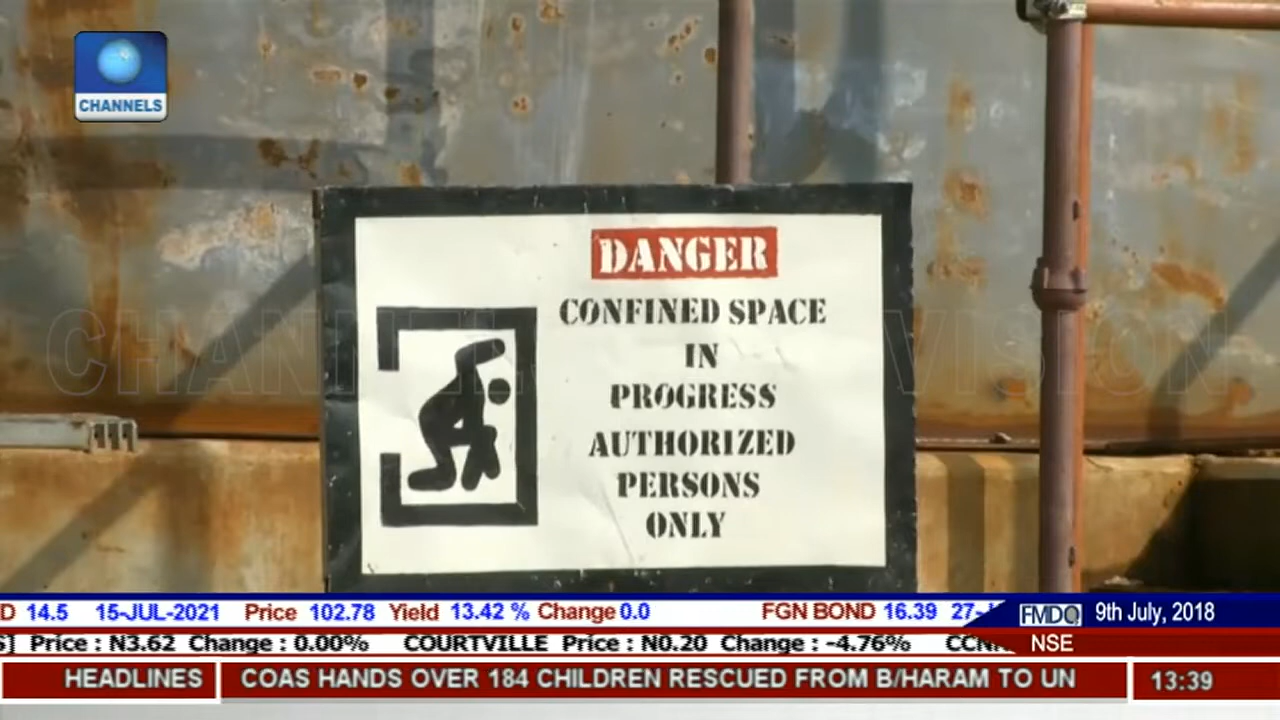 CHANNELS
DANGER
CONFINED SPACE
IN
PROGRESS
AUTHORIZED
PERSONS
ONLY
D 14.5 15-JUL-2021 Price 102.78 Yield 13.42 % Change 0.0 FGN BOND 16.39 27- FMDQ 9th July, 2018
] Price : N3.62 Change : 0.00% COURTVILLE Price : N0.20 Change : -4.76% NSE
HEADLINES COAS HANDS OVER 184 CHILDREN RESCUED FROM B/HARAM TO UN 13:39